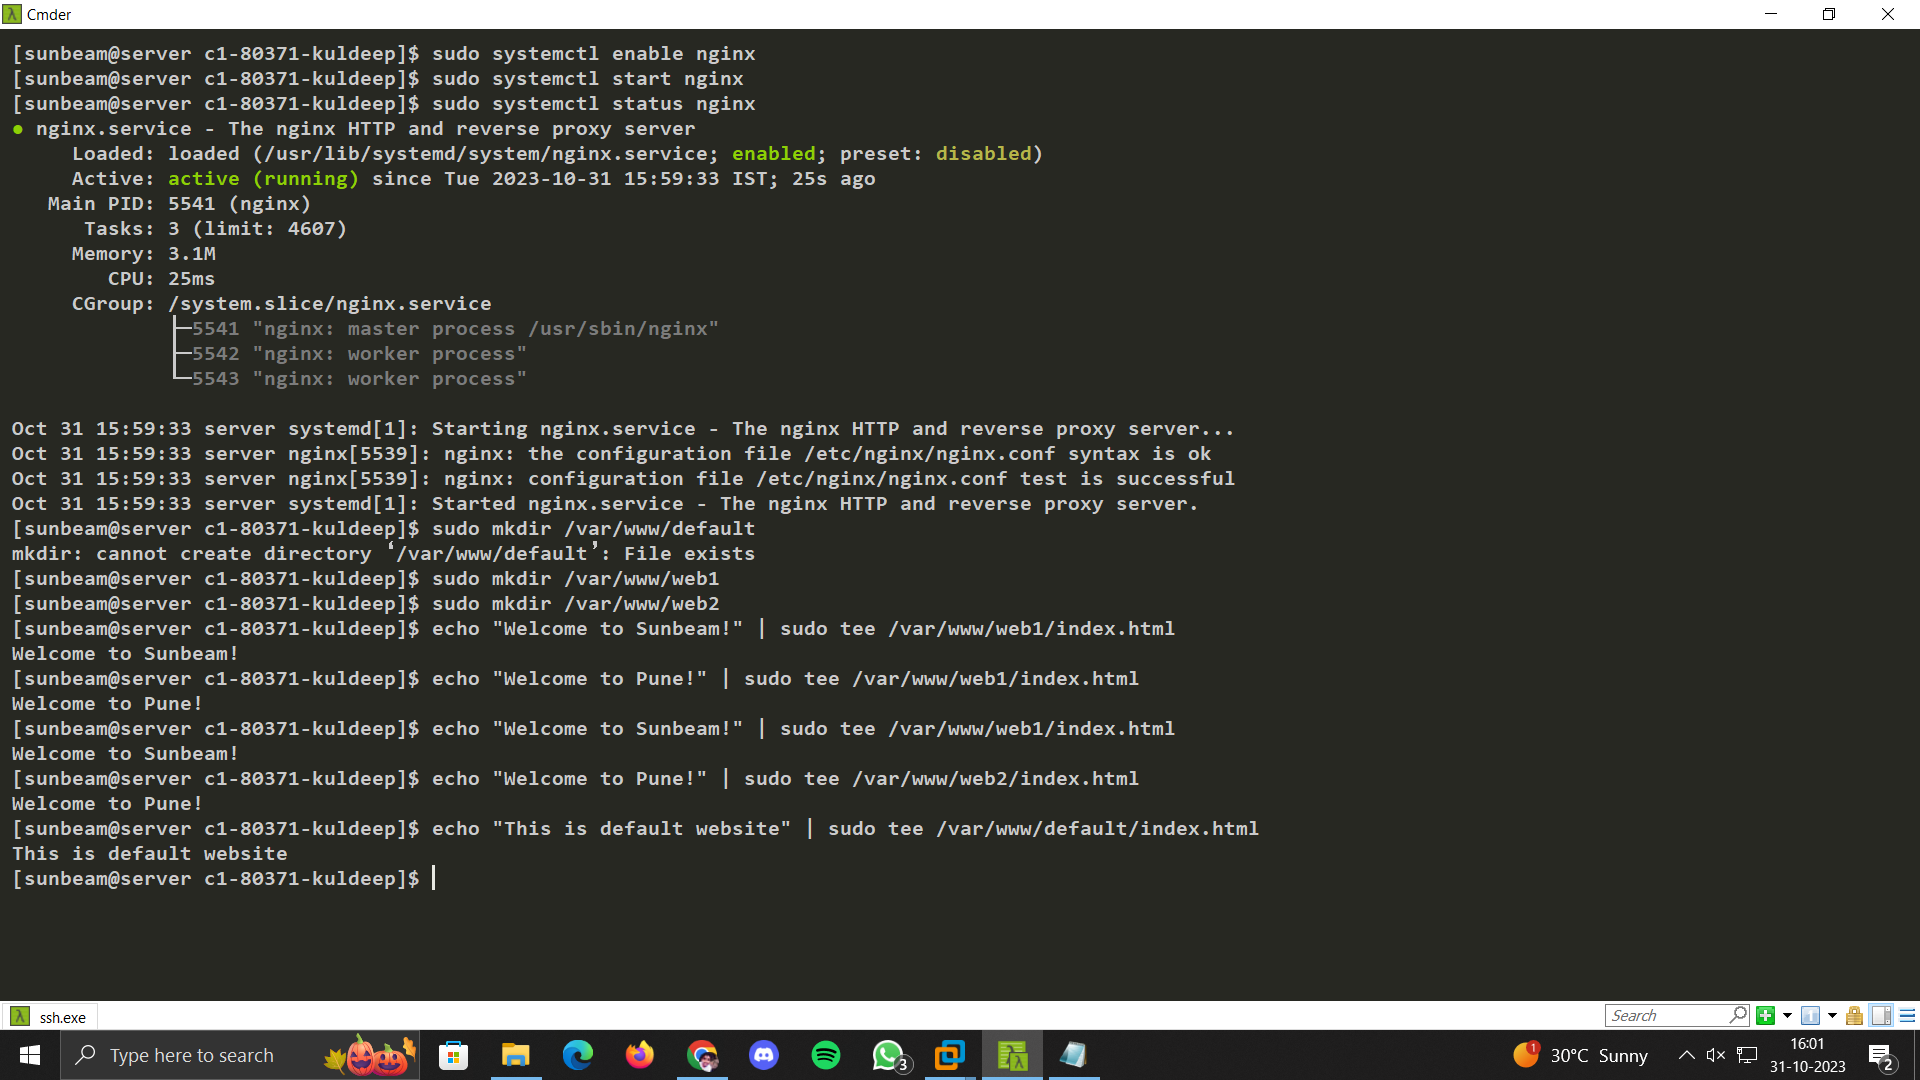 Cmder
[sunbeam@server c1-80371-kuldeep]$ sudo systemctl enable nginx
[sunbeam@server c1-80371-kuldeep]$ sudo systemctl start nginx
[sunbeam@server c1-80371-kuldeep]$ sudo systemctl status nginx
● nginx.service - The nginx HTTP and reverse proxy server
Loaded: loaded (/usr/lib/systemd/system/nginx.service; enabled; preset: disabled)
Active: active (running) since Tue 2023-10-31 15:59:33 IST; 25s ago
Main PID: 5541 (nginx)
Tasks: 3 (limit: 4607)
Memory: 3.1M
CPU: 25ms
CGroup: /system.slice/nginx.service
├─5541 "nginx: master process /usr/sbin/nginx"
├─5542 "nginx: worker process"
└─5543 "nginx: worker process"
Oct 31 15:59:33 server systemd[1]: Starting nginx.service - The nginx HTTP and reverse proxy server...
Oct 31 15:59:33 server nginx[5539]: nginx: the configuration file /etc/nginx/nginx.conf syntax is ok
Oct 31 15:59:33 server nginx[5539]: nginx: configuration file /etc/nginx/nginx.conf test is successful
Oct 31 15:59:33 server systemd[1]: Started nginx.service - The nginx HTTP and reverse proxy server.
[sunbeam@server c1-80371-kuldeep]$ sudo mkdir /var/www/default
mkdir: cannot create directory ‘/var/www/default’: File exists
[sunbeam@server c1-80371-kuldeep]$ sudo mkdir /var/www/web1
[sunbeam@server c1-80371-kuldeep]$ sudo mkdir /var/www/web2
[sunbeam@server c1-80371-kuldeep]$ echo "Welcome to Sunbeam!" | sudo tee /var/www/web1/index.html
Welcome to Sunbeam!
[sunbeam@server c1-80371-kuldeep]$ echo "Welcome to Pune!" | sudo tee /var/www/web1/index.html
Welcome to Pune!
[sunbeam@server c1-80371-kuldeep]$ echo "Welcome to Sunbeam!" | sudo tee /var/www/web1/index.html
Welcome to Sunbeam!
[sunbeam@server c1-80371-kuldeep]$ echo "Welcome to Pune!" | sudo tee /var/www/web2/index.html
Welcome to Pune!
[sunbeam@server c1-80371-kuldeep]$ echo "This is default website" | sudo tee /var/www/default/index.html
This is default website
[sunbeam@server c1-80371-kuldeep]$
ssh.exe
Search
Type here to search
3
1
30°C Sunny
16:01
31-10-2023
2